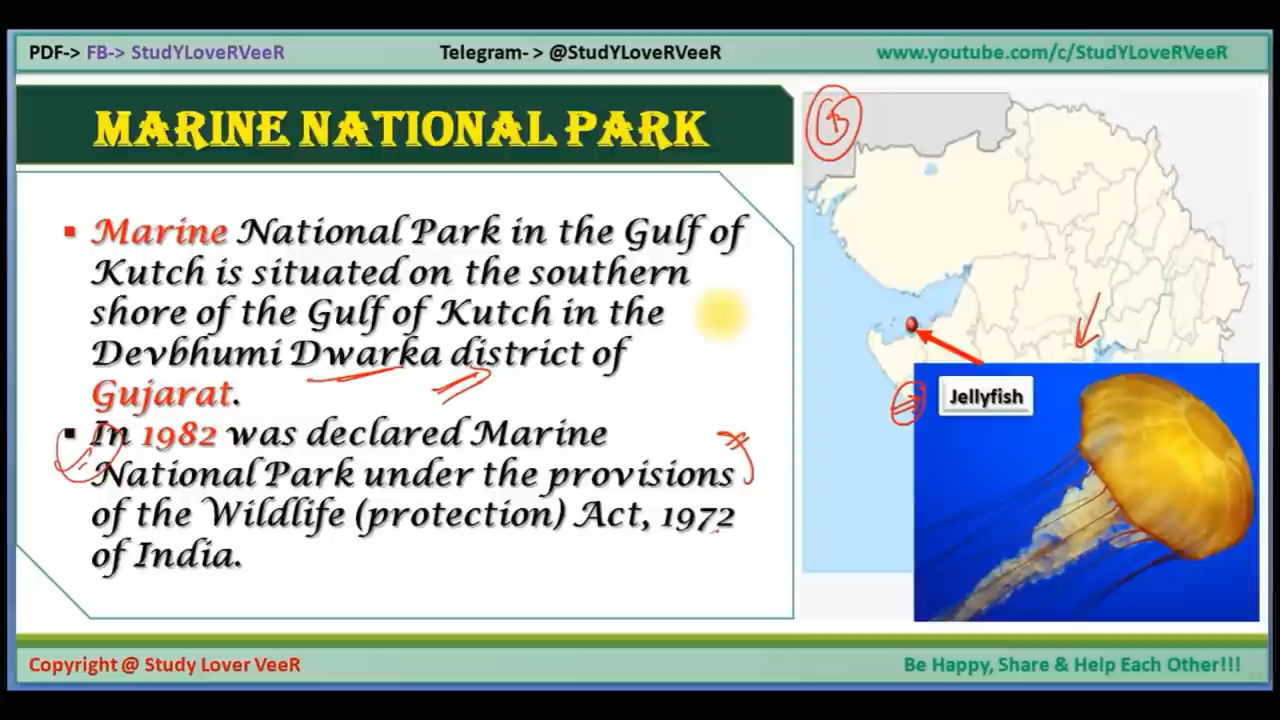 PDF-> FB-> StudYLoveRVeeR
Telegram- > @StudYLoveRVeeR
www.youtube.com/c/StudYLoveRVeeR
MARINE NATIONAL PARK
▪ Marine National Park in the Gulf of
Kutch is situated on the southern
shore of the Gulf of Kutch in the
Devbhumi Dwarka district of
Gujarat.
▪ In 1982 was declared Marine
National Park under the provisions
of the Wildlife (protection) Act, 1972
of India.
Jellyfish
Copyright @ Study Lover VeeR
Be Happy, Share & Help Each Other!!!